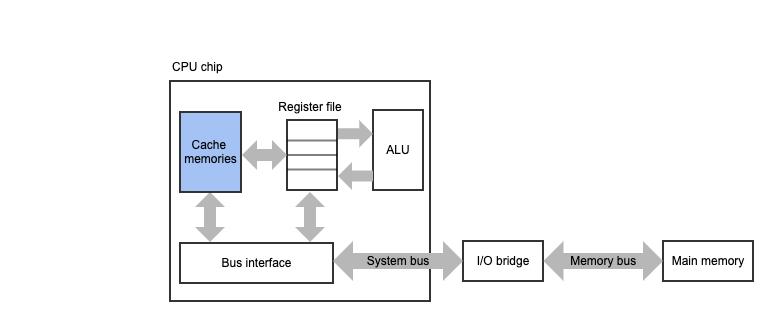 CPU chip
Register file
Cache
memories
ALU
Bus interface
System bus
I/O bridge
Memory bus
Main memory